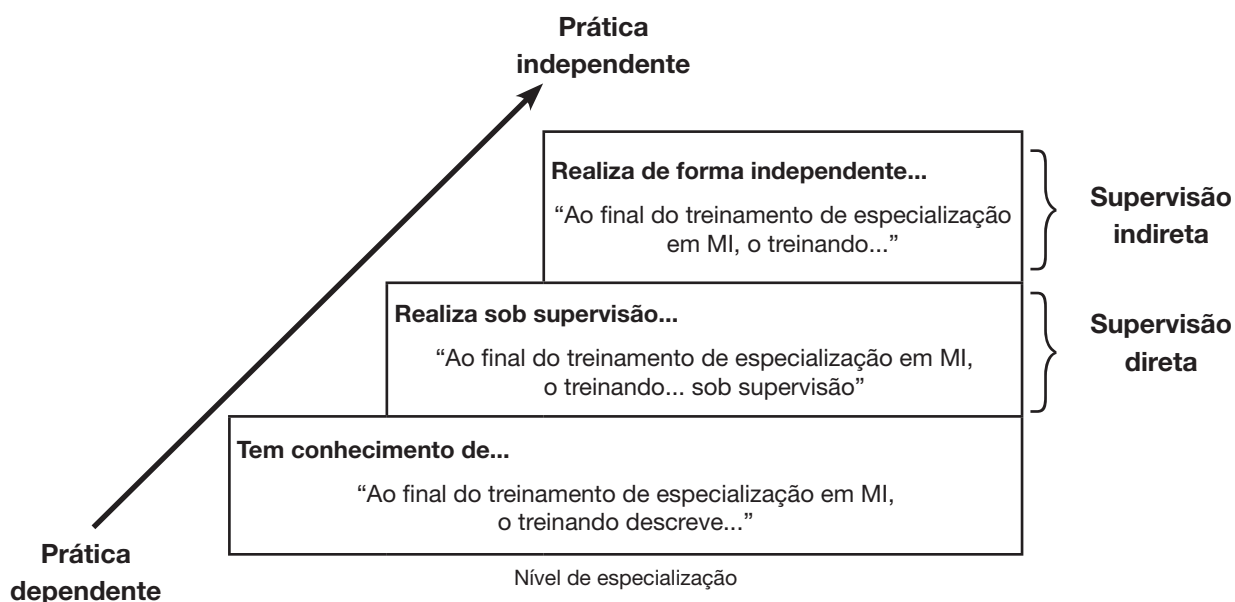 Prática
independente
Realiza de forma independente...
“Ao final do treinamento de especialização
em MI, o treinando...”
Supervisão
indireta
Realiza sob supervisão...
“Ao final do treinamento de especialização em MI,
o treinando... sob supervisão”
Supervisão
direta
Tem conhecimento de...
“Ao final do treinamento de especialização em MI,
o treinando descreve...”
Prática
dependente
Nível de especialização